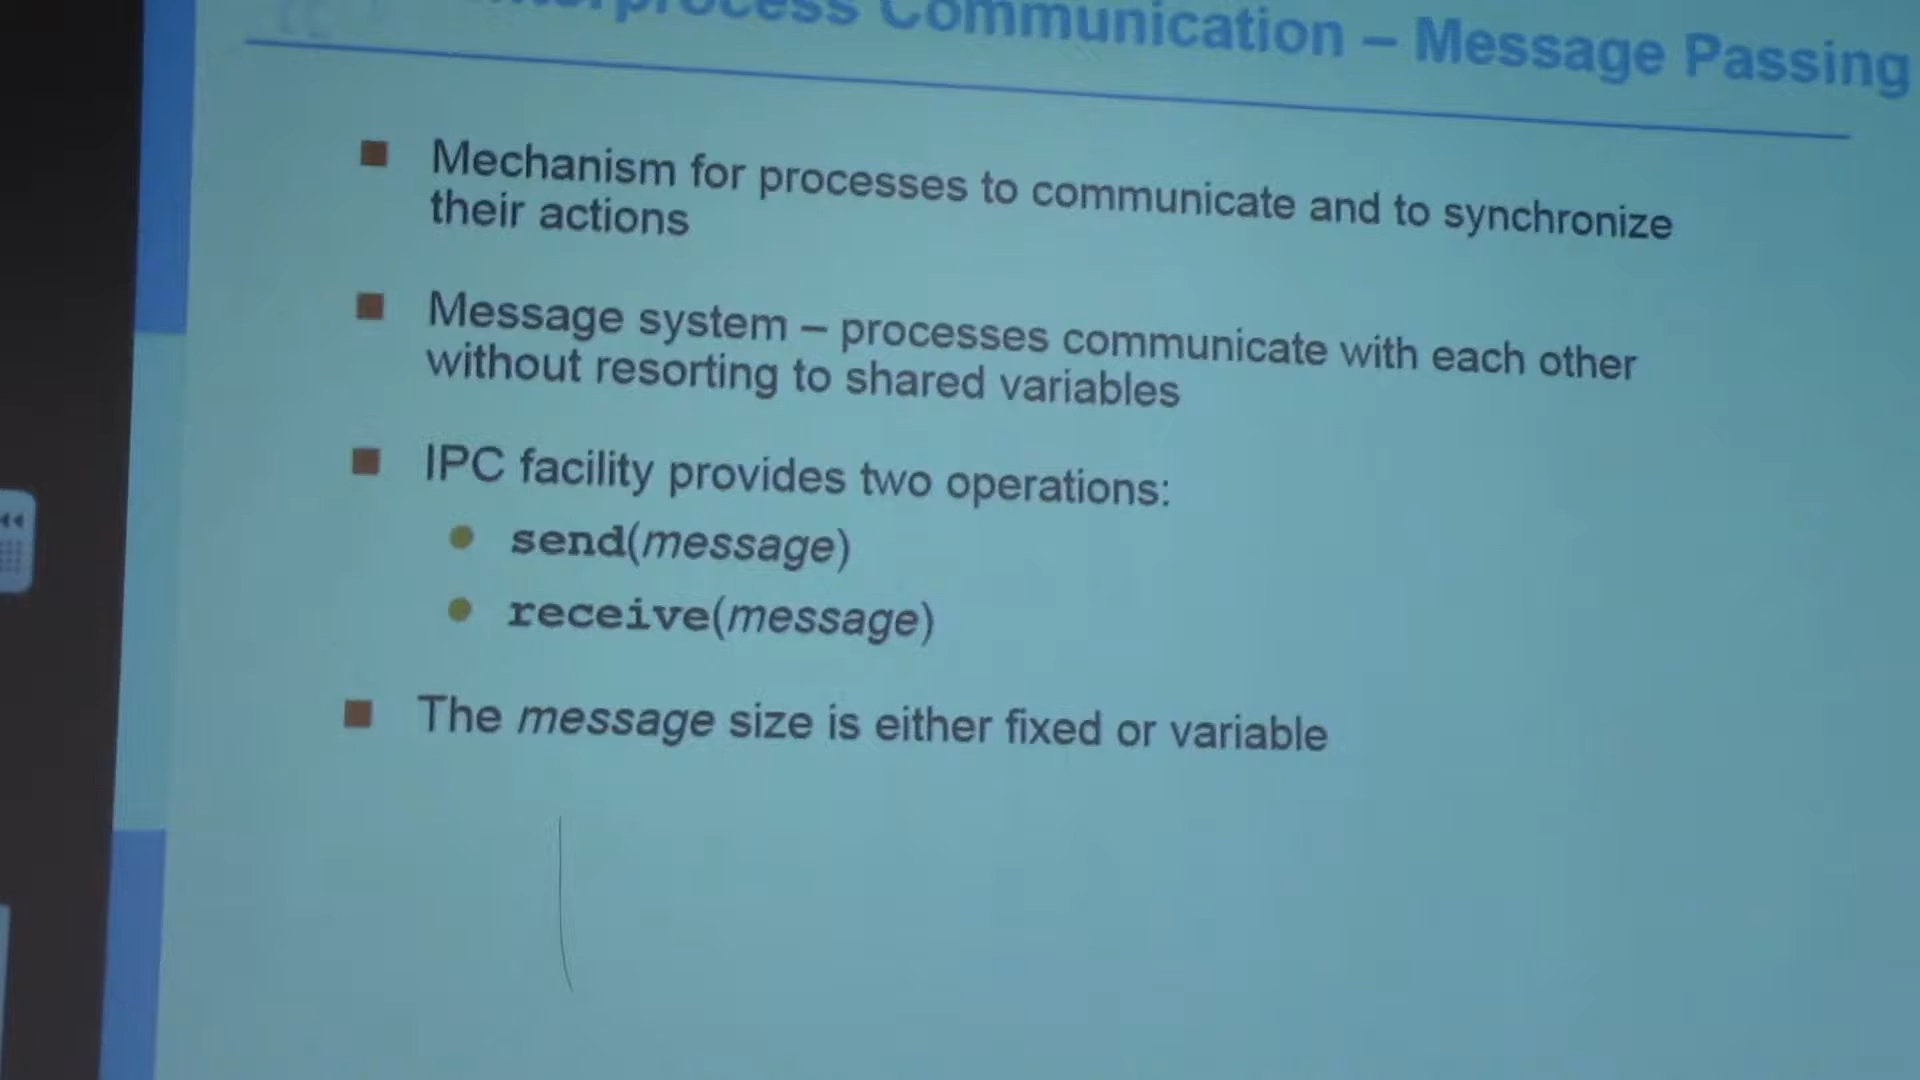 Interprocess Communication – Message Passing
Mechanism for processes to communicate and to synchronize
their actions
Message system – processes communicate with each other
without resorting to shared variables
IPC facility provides two operations:
send(message)
receive(message)
The message size is either fixed or variable